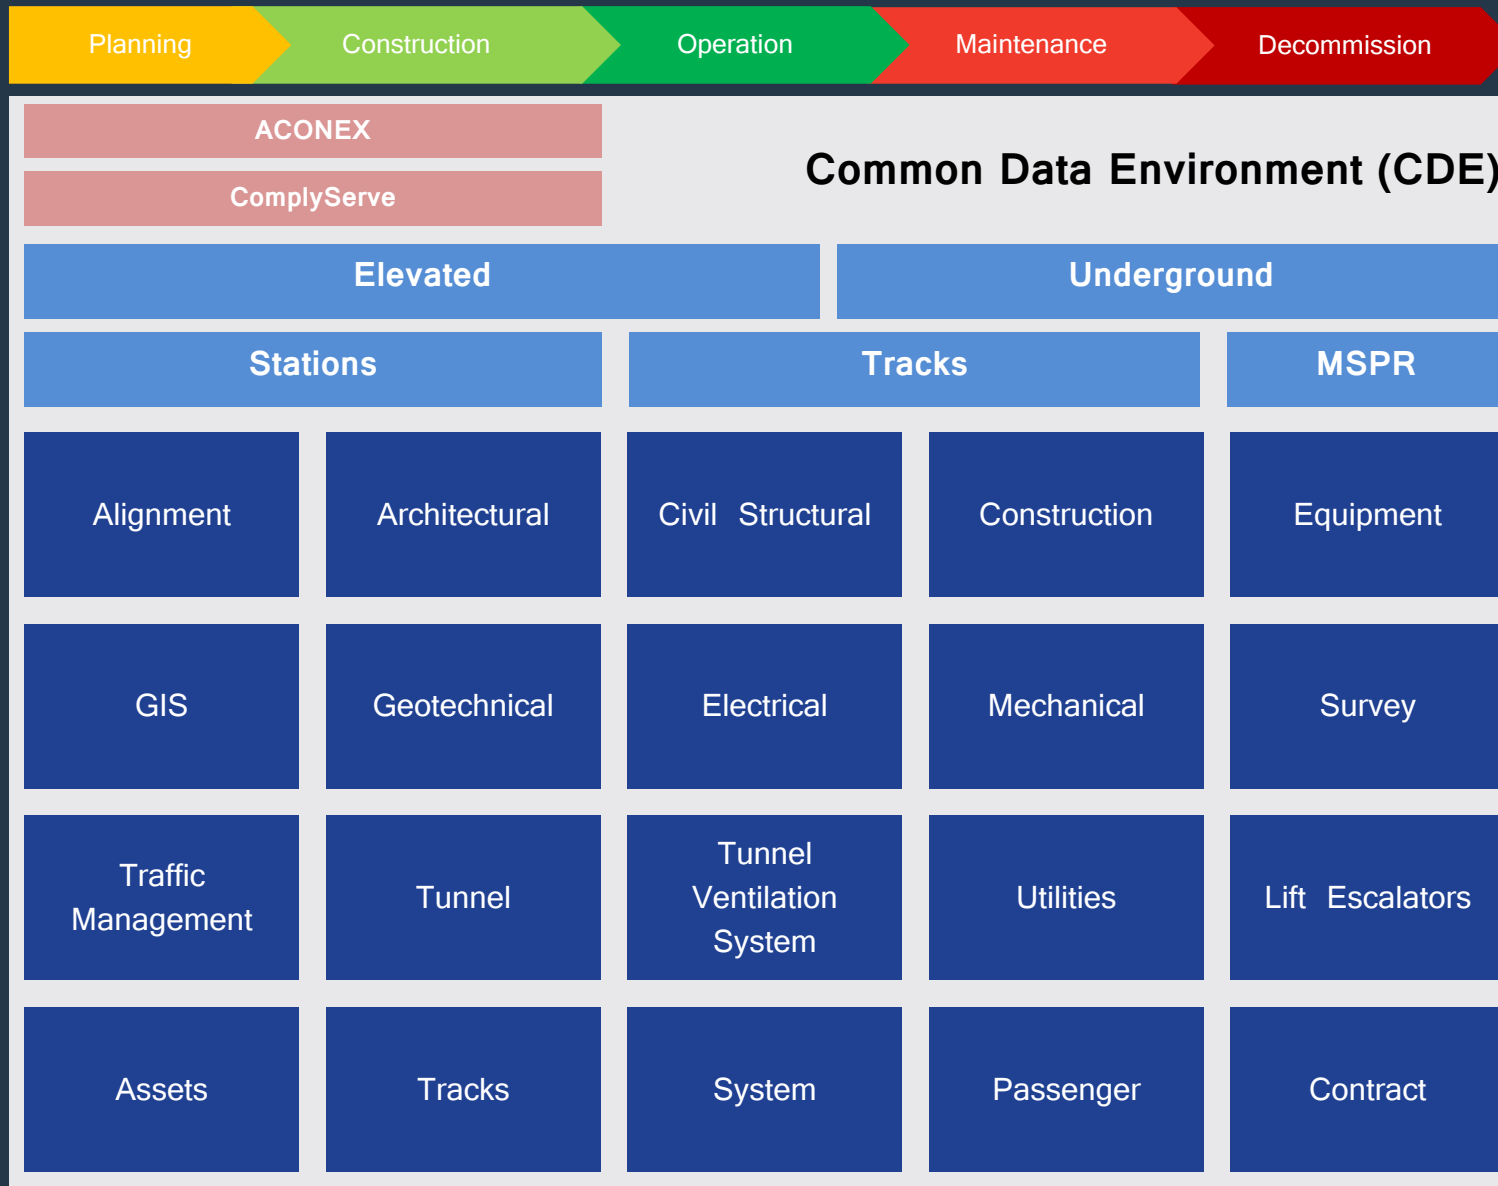 Planning
Construction
Operation
Maintenance
Decommission
ACONEX
ComplyServe
Common Data Environment (CDE)
Elevated
Underground
Stations
Tracks
MSPR
Alignment
Architectural
Civil Structural
Construction
Equipment
GIS
Geotechnical
Electrical
Mechanical
Survey
Traffic
Management
Tunnel
Tunnel
Ventilation
System
Utilities
Lift Escalators
Assets
Tracks
System
Passenger
Contract